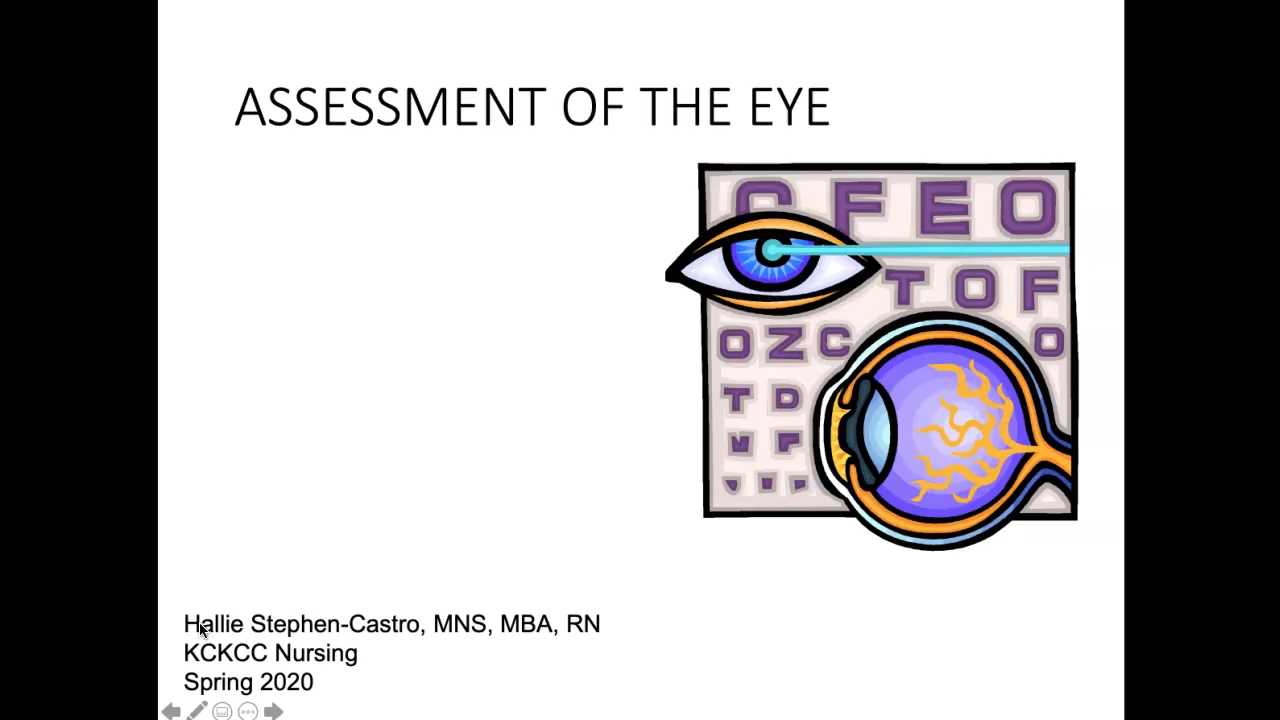 ASSESSMENT OF THE EYE
C F E O
T O F
O Z C O
T D
Hallie Stephen-Castro, MNS, MBA, RN
KCKCC Nursing
Spring 2020